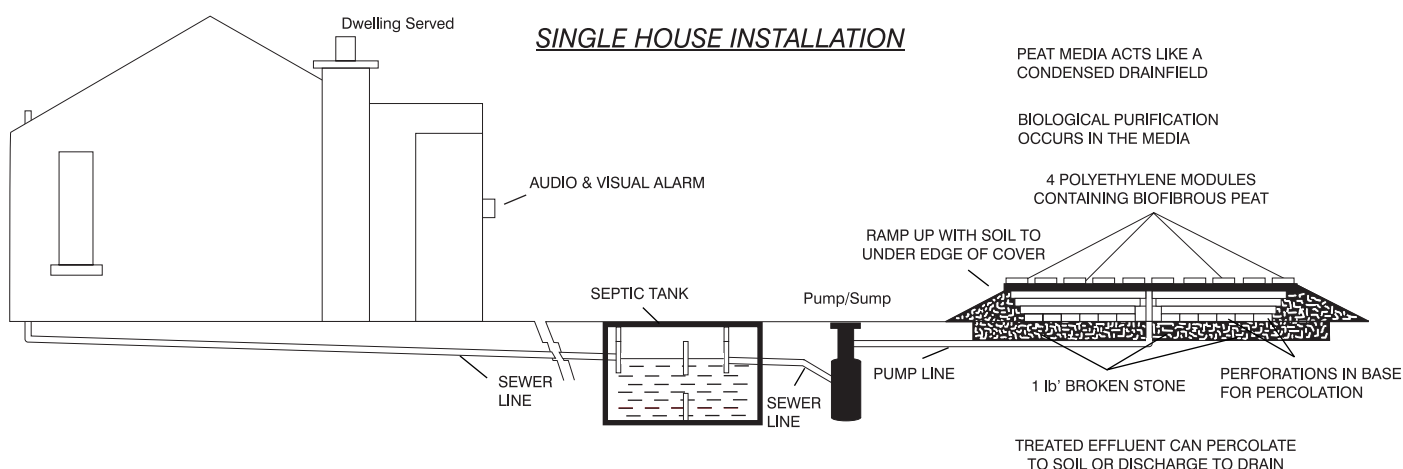 Dwelling Served
SINGLE HOUSE INSTALLATION
PEAT MEDIA ACTS LIKE A
CONDENSED DRAINFIELD
BIOLOGICAL PURIFICATION
OCCURS IN THE MEDIA
4 POLYETHYLENE MODULES
CONTAINING BIOFIBROUS PEAT
AUDIO & VISUAL ALARM
RAMP UP WITH SOIL TO
UNDER EDGE OF COVER
SEPTIC TANK
Pump/Sump
SEWER
LINE
SEWER
LINE
PUMP LINE
1 lb' BROKEN STONE
PERFORATIONS IN BASE
FOR PERCOLATION
TREATED EFFLUENT CAN PERCOLATE
TO SOIL OR DISCHARGE TO DRAIN